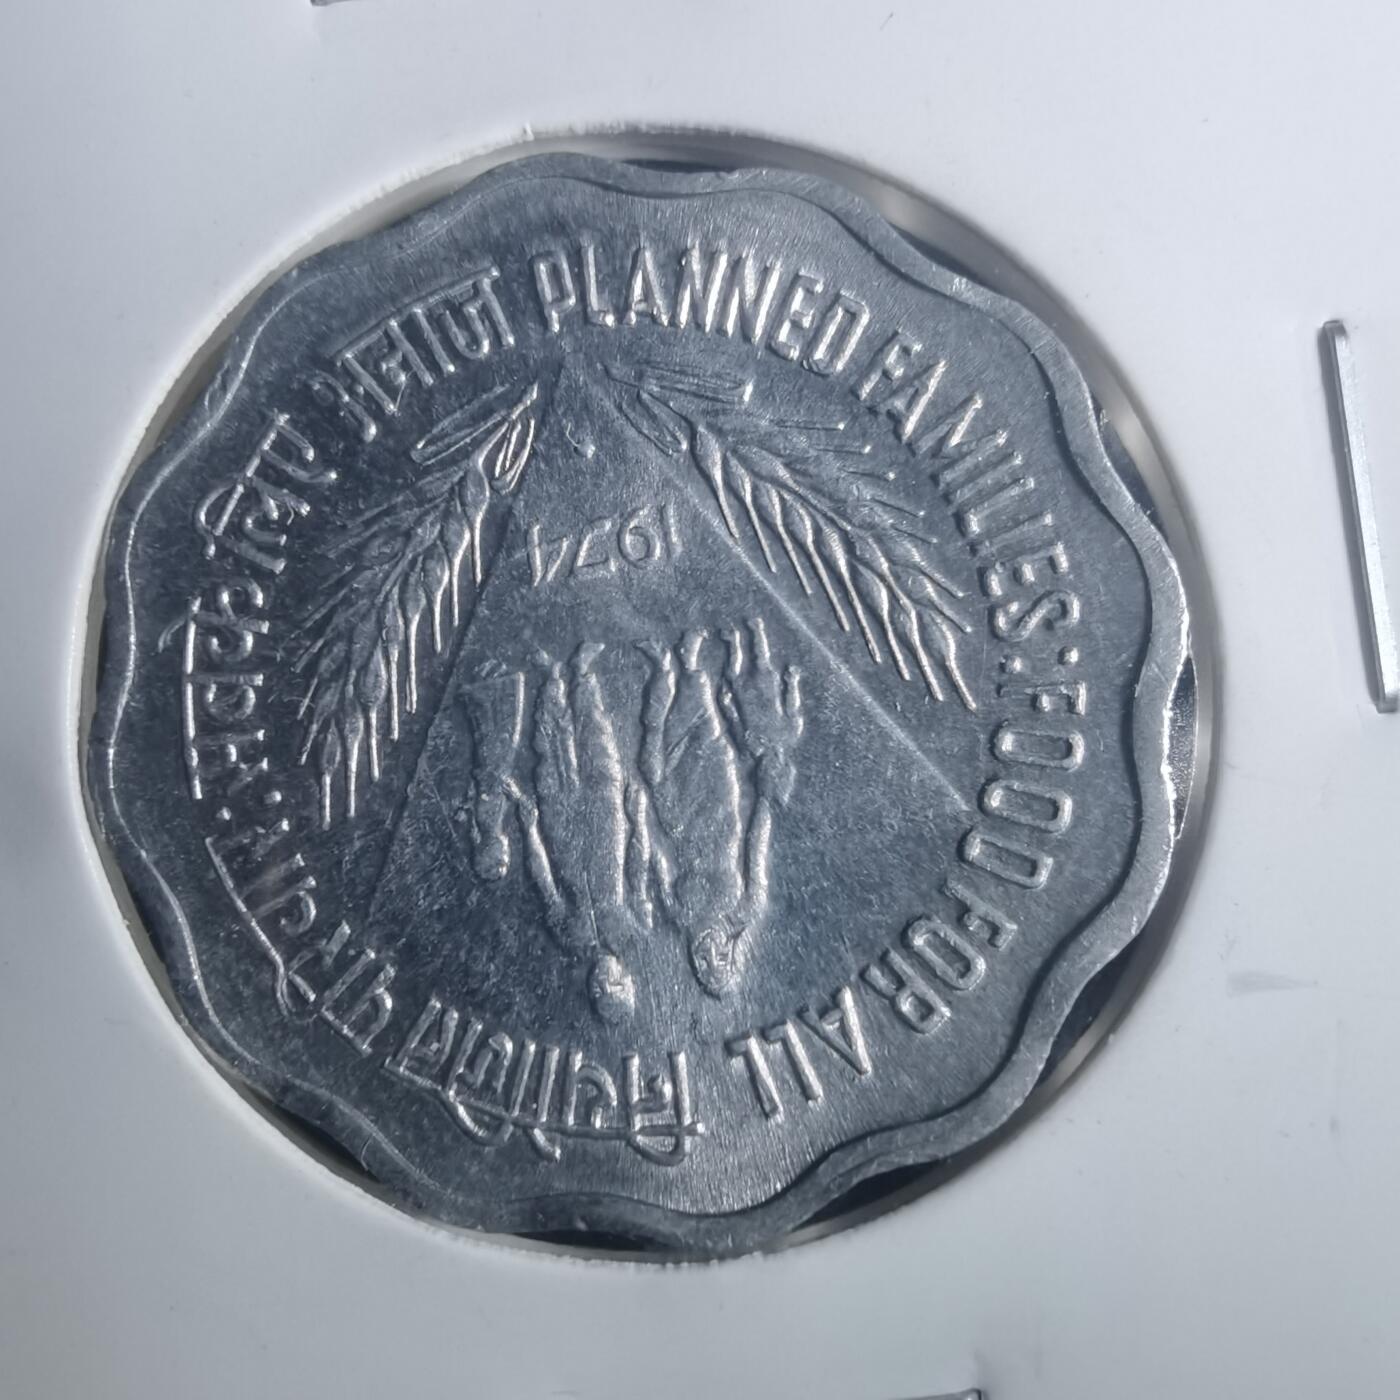 नियोजित परिवार: सबके लिए अनाज
PLANNED FAMILIES: FOOD FOR ALL
1974